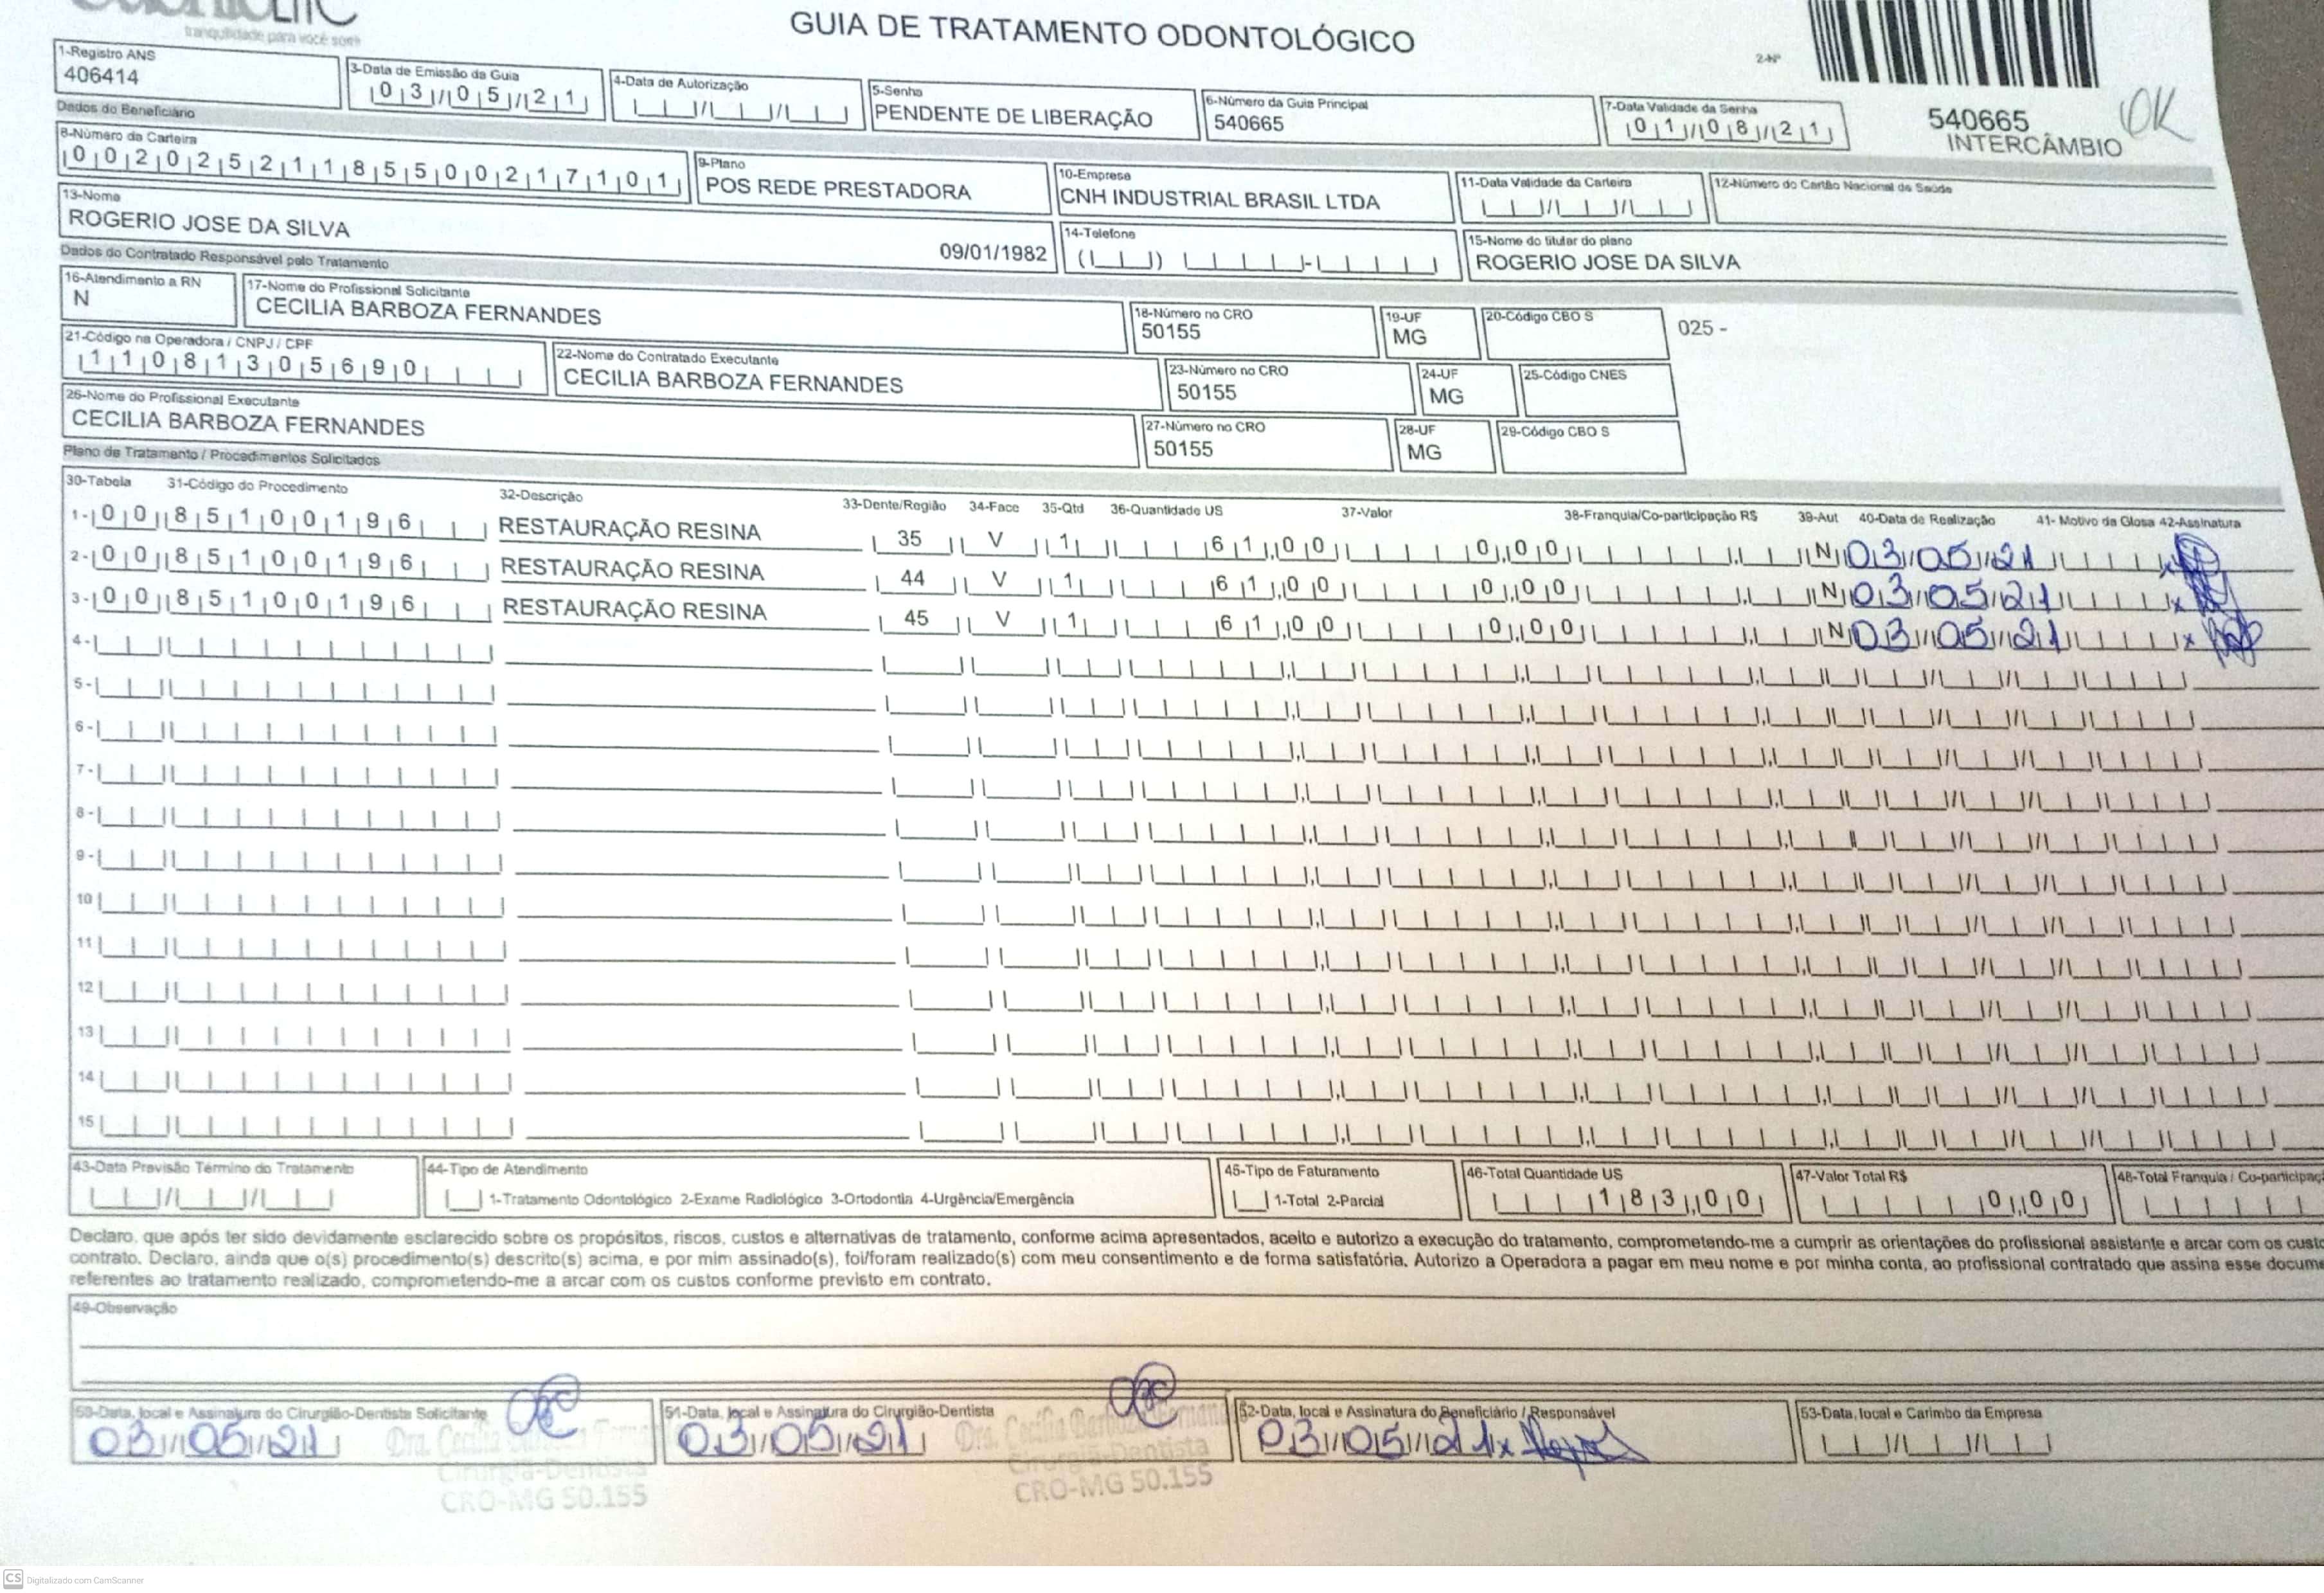 tranquilidade para você sorrir
GUIA DE TRATAMENTO ODONTOLÓGICO
2-Nº
540665
INTERCÂMBIO
OK
1-Registro ANS
406414
3-Data de Emissão da Guia
03/05/21
4-Data de Autorização
5-Senha
PENDENTE DE LIBERAÇÃO
6-Número da Guia Principal
540665
7-Data Validade da Senha
01/08/21
Dados do Beneficiário
8-Número da Carteira
00202521185500217101
9-Plano
POS REDE PRESTADORA
10-Empresa
CNH INDUSTRIAL BRASIL LTDA
11-Data Validade da Carteira
12-Número do Cartão Nacional de Saúde
13-Nome
ROGERIO JOSE DA SILVA
09/01/1982
14-Telefone
15-Nome do titular do plano
ROGERIO JOSE DA SILVA
Dados do Contratado Responsável pelo Tratamento
16-Atendimento a RN
N
17-Nome do Profissional Solicitante
CECILIA BARBOZA FERNANDES
18-Número no CRO
50155
19-UF
MG
20-Código CBO S
025 -
21-Código na Operadora / CNPJ / CPF
11081305690
22-Nome do Contratado Executante
CECILIA BARBOZA FERNANDES
23-Número no CRO
50155
24-UF
MG
25-Código CNES
26-Nome do Profissional Executante
CECILIA BARBOZA FERNANDES
27-Número no CRO
50155
28-UF
MG
29-Código CBO S
Plano de Tratamento / Procedimentos Solicitados
30-Tabela 31-Código do Procedimento 32-Descrição 33-Dente/Região 34-Face 35-Qtd 36-Quantidade US 37-Valor 38-Franquia/Co-participação R$ 39-Aut 40-Data de Realização 41- Motivo da Glosa 42-Assinatura
1- 00 85100196 RESTAURAÇÃO RESINA 35 V 1 61,00 0,00 N 03/05/21 x
2- 00 85100196 RESTAURAÇÃO RESINA 44 V 1 61,00 0,00 N 03/05/21 x
3- 00 85100196 RESTAURAÇÃO RESINA 45 V 1 61,00 0,00 N 03/05/21 x
4-
5-
6-
7-
8-
9-
10
11
12
13
14
15
43-Data Previsão Término do Tratamento
44-Tipo de Atendimento
1-Tratamento Odontológico 2-Exame Radiológico 3-Ortodontia 4-Urgência/Emergência
45-Tipo de Faturamento
1-Total 2-Parcial
46-Total Quantidade US
183,00
47-Valor Total R$
0,00
48-Total Franquia / Co-participaç
Declaro, que após ter sido devidamente esclarecido sobre os propósitos, riscos, custos e alternativas de tratamento, conforme acima apresentados, aceito e autorizo a execução do tratamento, comprometendo-me a cumprir as orientações do profissional assistente e arcar com os custo
contrato. Declaro, ainda que o(s) procedimento(s) descrito(s) acima, e por mim assinado(s), foi/foram realizado(s) com meu consentimento e de forma satisfatória. Autorizo a Operadora a pagar em meu nome e por minha conta, ao profissional contratado que assina esse docume
referentes ao tratamento realizado, comprometendo-me a arcar com os custos conforme previsto em contrato.
49-Observação
50-Data, local e Assinatura do Cirurgião-Dentista Solicitante
03/05/21
Dra. Cecilia
Cirurgiã-Dentista
CRO-MG 50.155
51-Data, local e Assinatura do Cirurgião-Dentista
03/05/21
Dra. Cecilia
Cirurgiã-Dentista
CRO-MG 50.155
52-Data, local e Assinatura do Beneficiário / Responsável
03/05/21 x
53-Data, local e Carimbo da Empresa
CS Digitalizado com CamScanner